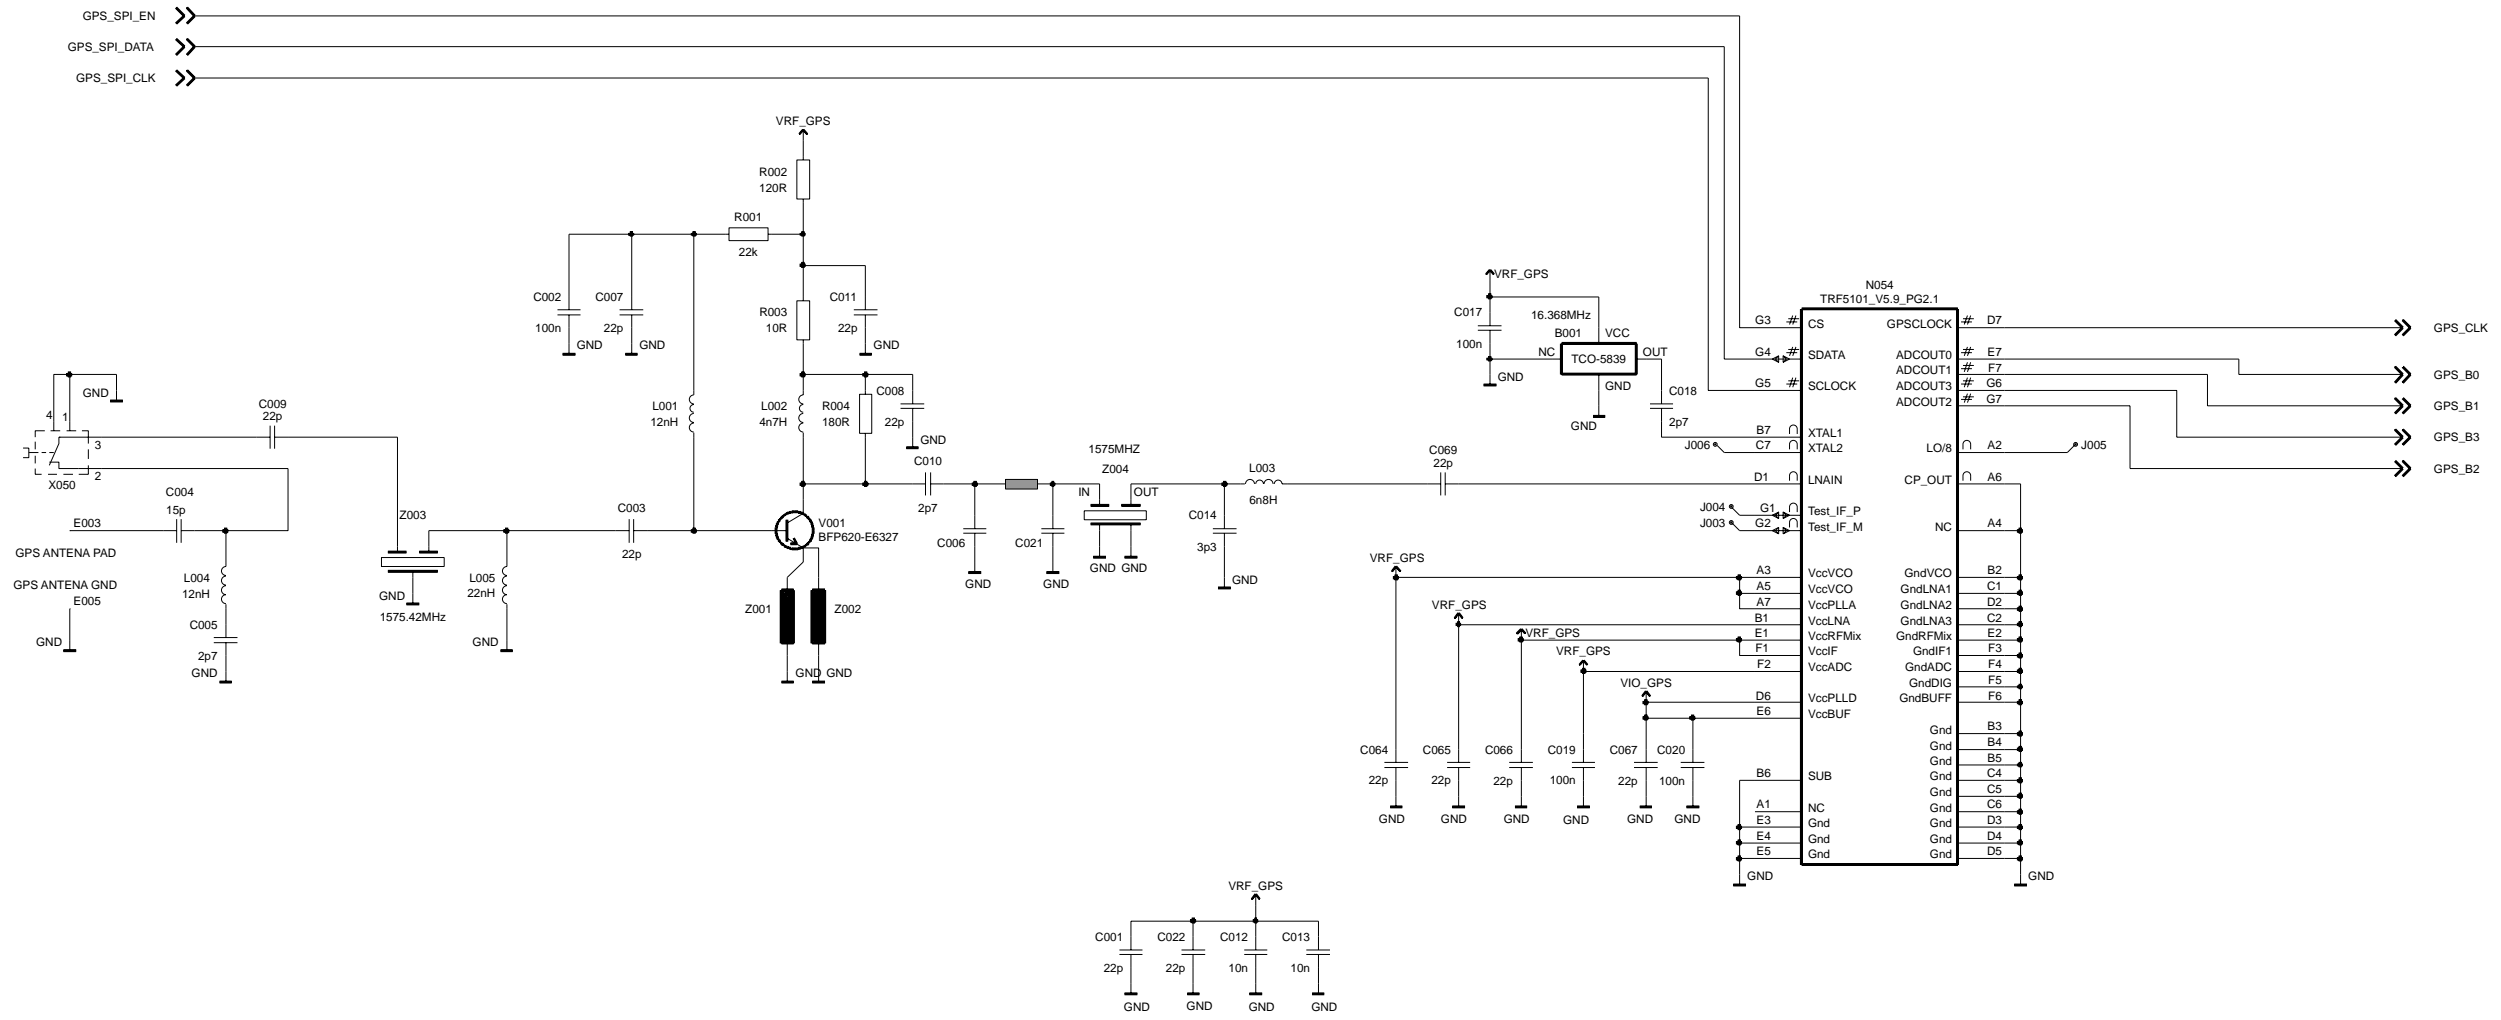 GPS_SPI_EN
GPS_SPI_DATA
GPS_SPI_CLK
VRF_GPS
R002
120R
R001
22k
C002
100n
GND
C007
22p
GND
R003
10R
C011
22p
GND
L001
12nH
L002
4n7H
R004
180R
C008
22p
GND
GND
4
1
3
2
X050
C009
22p
C004
15p
E003
GPS ANTENA PAD
GPS ANTENA GND
E005
GND
L004
12nH
C005
2p7
GND
Z003
GND
1575.42MHz
L005
22nH
GND
C003
22p
V001
BFP620-E6327
Z001
Z002
GND
GND
C010
2p7
C006
GND
C021
GND
1575MHZ
Z004
IN
OUT
GND
GND
C014
3p3
GND
L003
6n8H
C069
22p
VRF_GPS
C017
100n
GND
16.368MHz
B001
VCC
NC
TCO-5839
OUT
GND
GND
C018
2p7
N054
TRF5101_V5.9_PG2.1
G3 # CS
G4 # SDATA
G5 # SCLOCK
B7 XTAL1
J006 C7 XTAL2
D1 LNAIN
J004 G1 Test_IF_P
J003 G2 Test_IF_M
A3 VccVCO
A5 VccVCO
A7 VccPLLA
B1 VccLNA
E1 VccRFMix
F1 VccIF
F2 VccADC
D6 VccPLLD
E6 VccBUF
B6 SUB
A1 NC
E3 Gnd
E4 Gnd
E5 Gnd
GND
GPSCLOCK # D7
ADCOUT0 # E7
ADCOUT1 # F7
ADCOUT3 # G6
ADCOUT2 # G7
LO/8 A2 J005
CP_OUT A6
NC A4
GndVCO B2
GndLNA1 C1
GndLNA2 D2
GndLNA3 C2
GndRFMix E2
GndIF1 F3
GndADC F4
GndDIG F5
GndBUFF F6
Gnd B3
Gnd B4
Gnd B5
Gnd C4
Gnd C5
Gnd C6
Gnd D3
Gnd D4
Gnd D5
GND
GPS_CLK
GPS_B0
GPS_B1
GPS_B3
GPS_B2
VRF_GPS
VRF_GPS
VRF_GPS
VRF_GPS
VIO_GPS
C064
22p
GND
C065
22p
GND
C066
22p
GND
C019
100n
GND
C067
22p
GND
C020
100n
GND
VRF_GPS
C001
22p
GND
C022
22p
GND
C012
10n
GND
C013
10n
GND